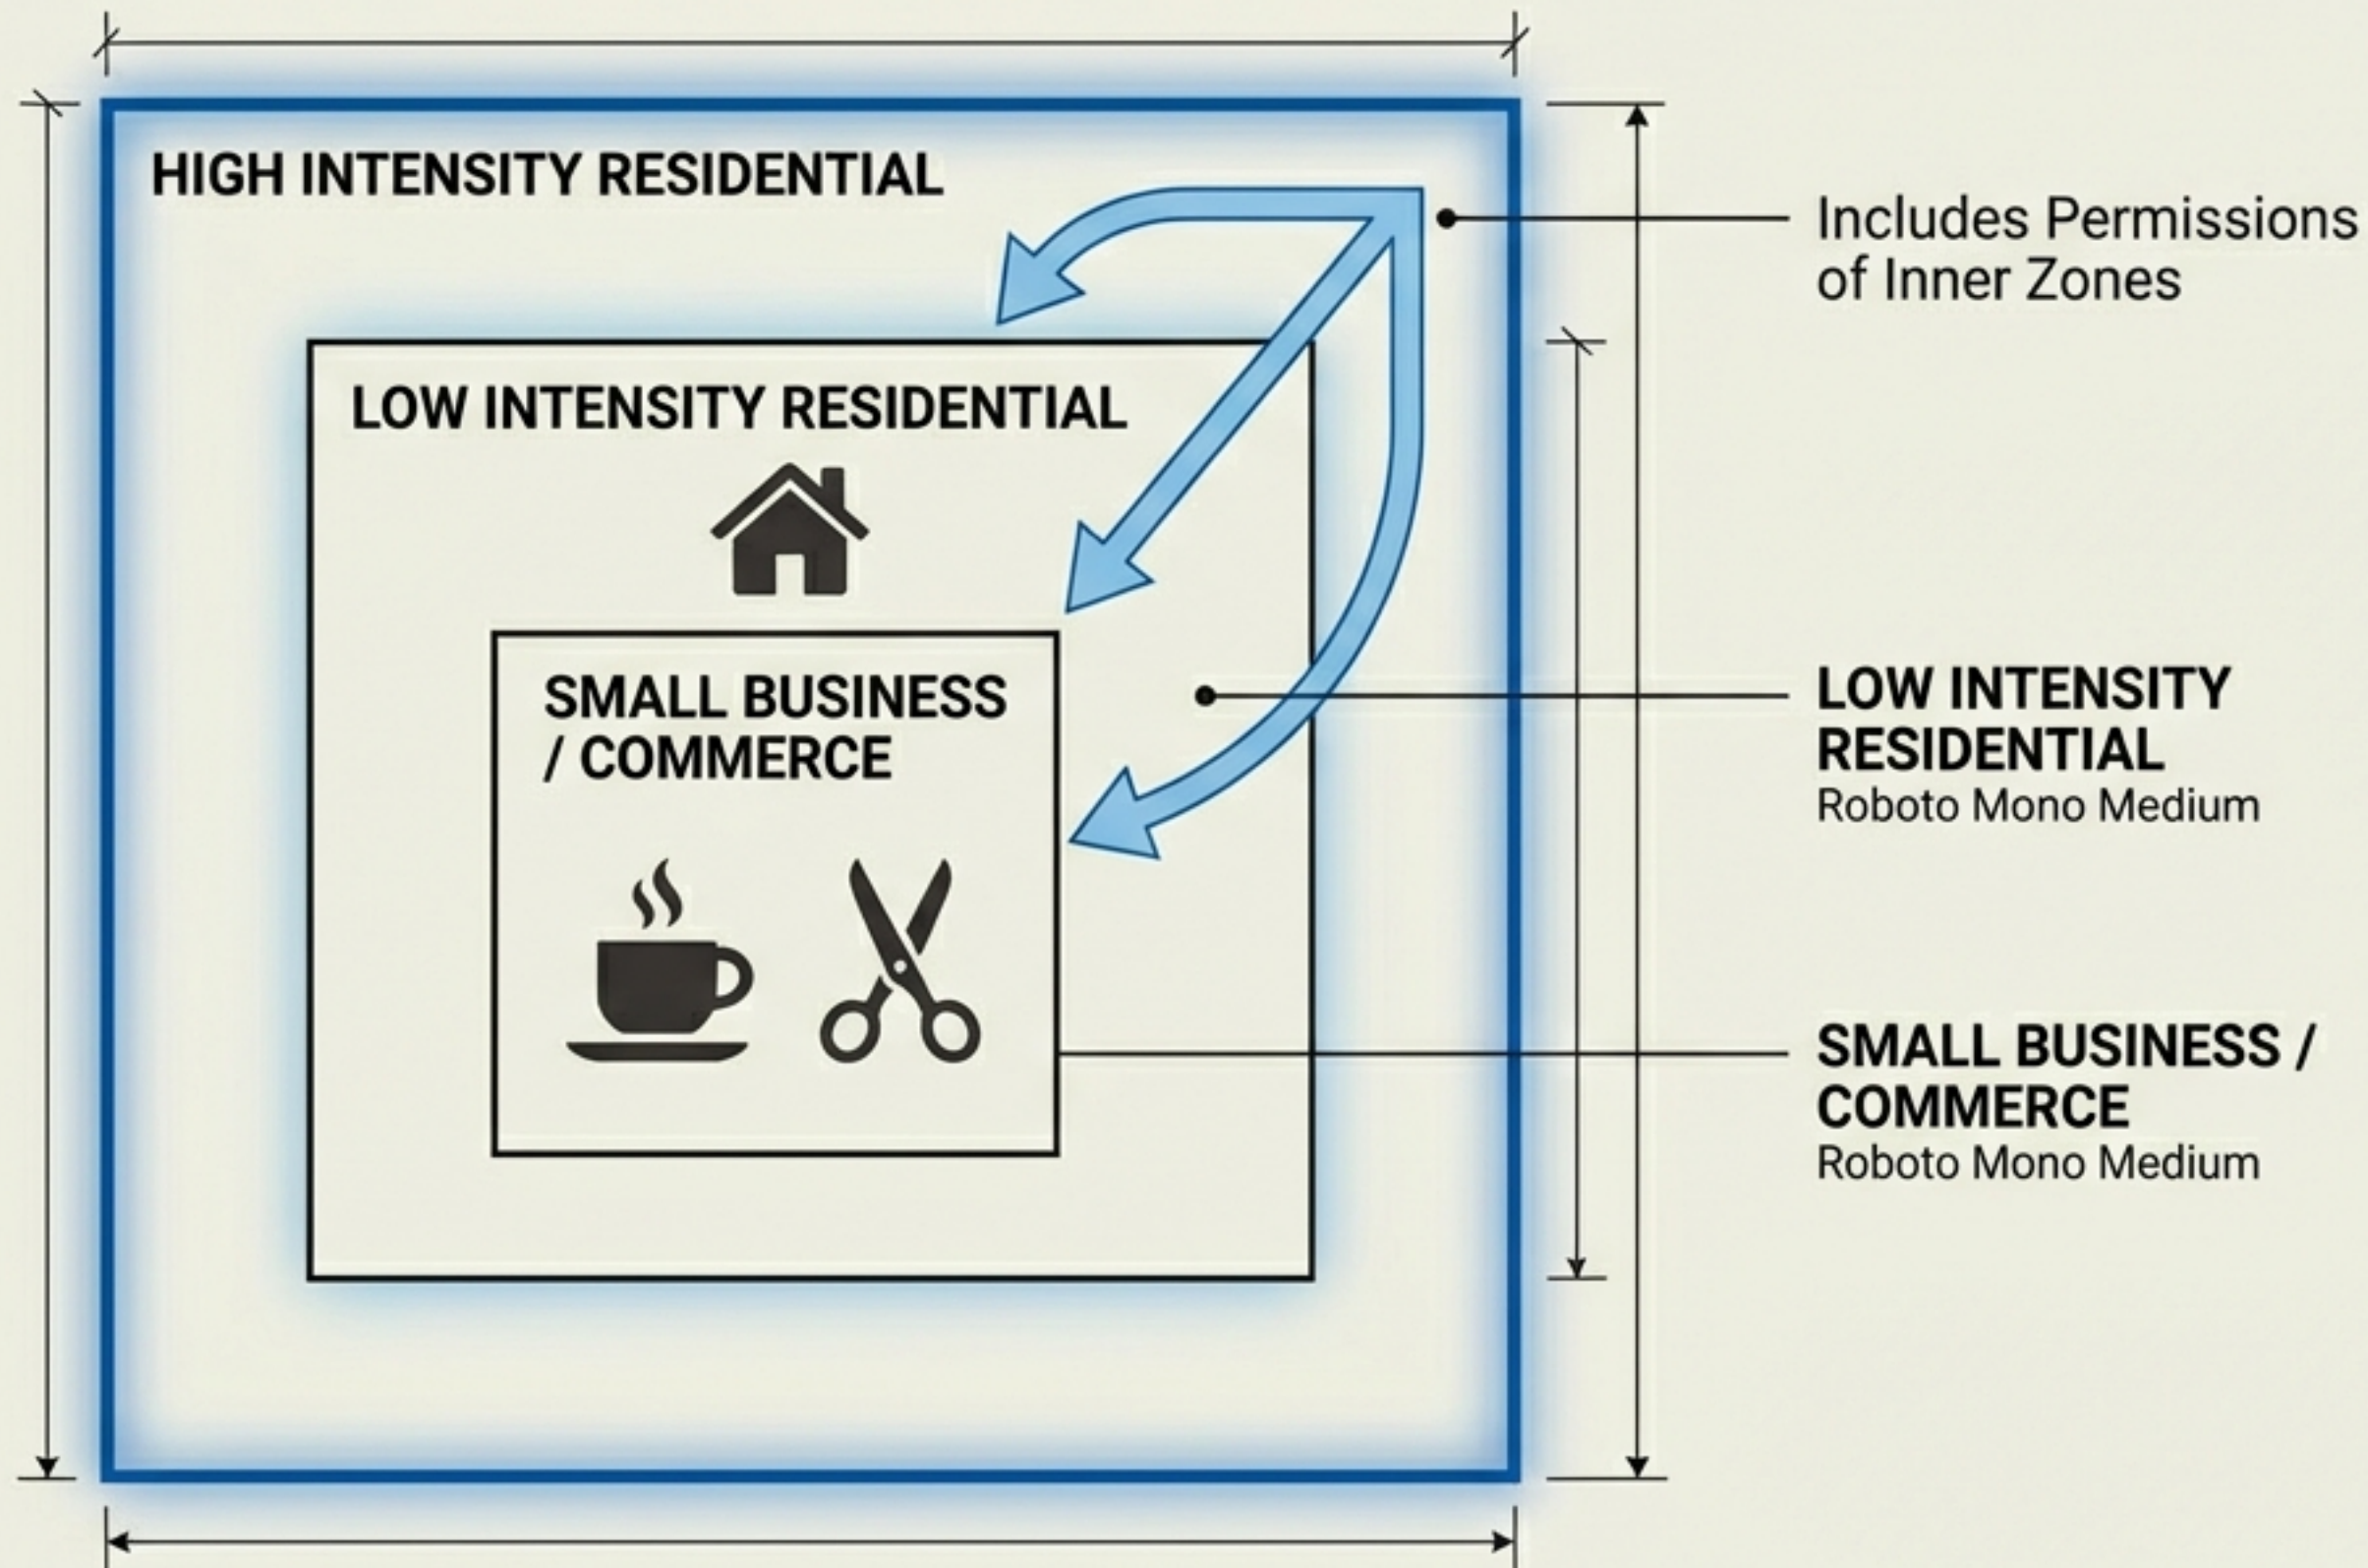 HIGH INTENSITY RESIDENTIAL
Includes Permissions
of Inner Zones
LOW INTENSITY RESIDENTIAL
SMALL BUSINESS
/ COMMERCE
LOW INTENSITY
RESIDENTIAL
Roboto Mono Medium
SMALL BUSINESS /
COMMERCE
Roboto Mono Medium